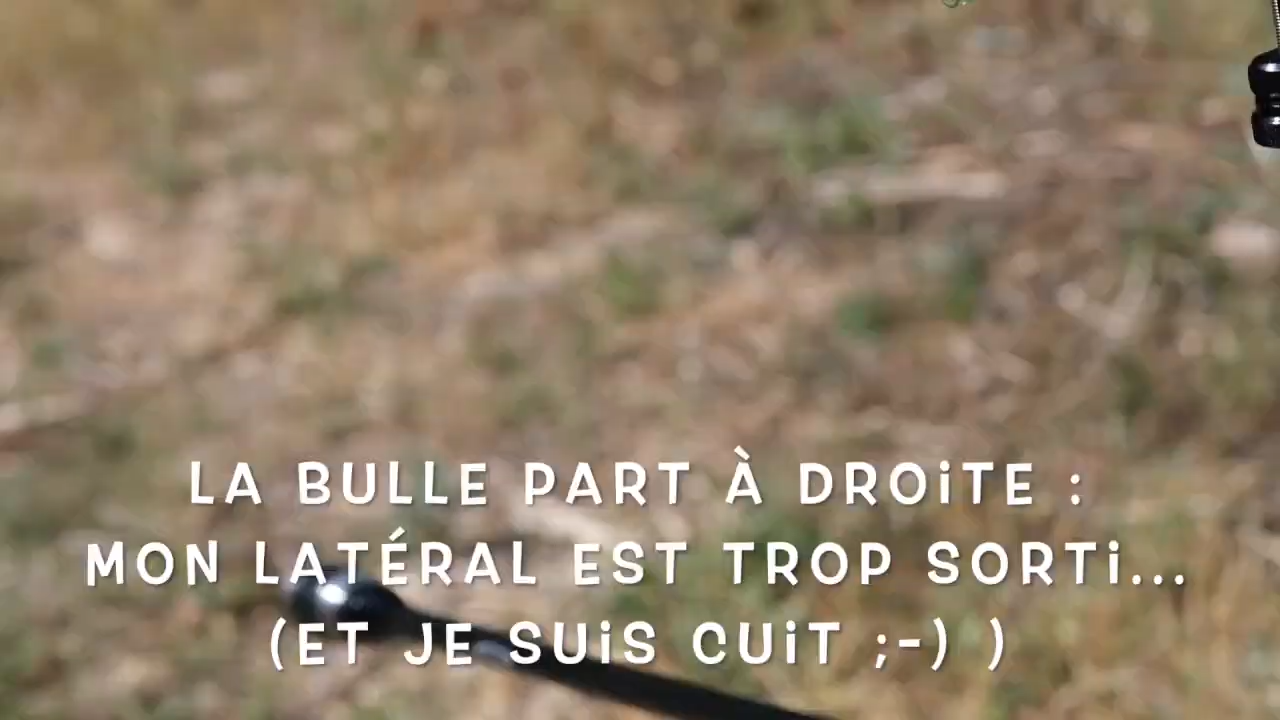 LA BULLE PART À DROITE :
MON LATÉRAL EST TROP SORTI...
(ET JE SUIS CUIT ;-) )